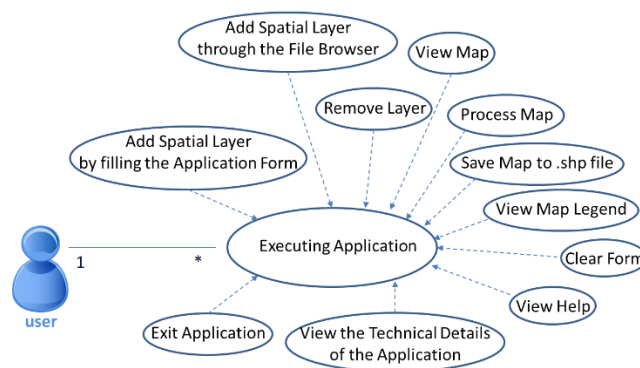 Add Spatial Layer
through the File Browser
View Map
Remove Layer
Process Map
Add Spatial Layer
by filling the Application Form
Save Map to .shp file
View Map Legend
Executing Application
1
*
Clear Form
user
View Help
Exit Application
View the Technical Details
of the Application